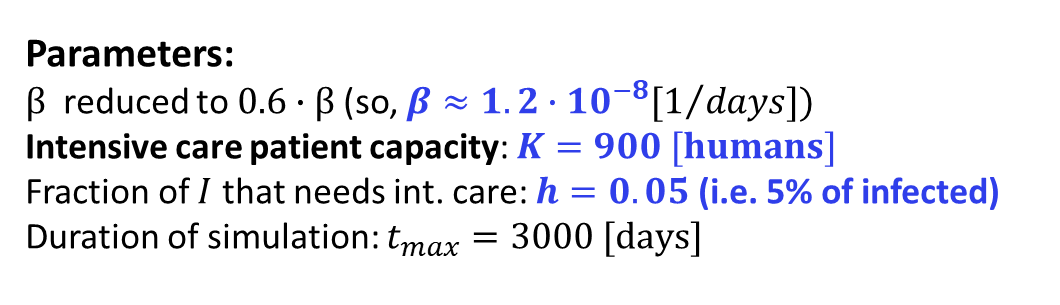 Parameters:
β reduced to 0.6 · β (so, β ≈ 1.2 · 10⁻⁸[1/days])
Intensive care patient capacity: K = 900 [humans]
Fraction of I that needs int. care: h = 0.05 (i.e. 5% of infected)
Duration of simulation: tₘₐₓ = 3000 [days]